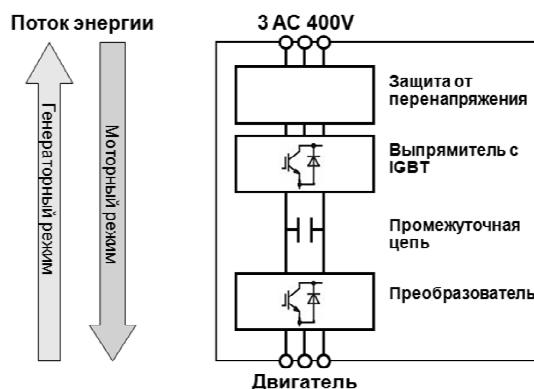 Поток энергии
3 AC 400V
Генераторный режим
Моторный режим
Защита от
перенапряжения
Выпрямитель с
IGBT
Промежуточная
цепь
Преобразователь
Двигатель